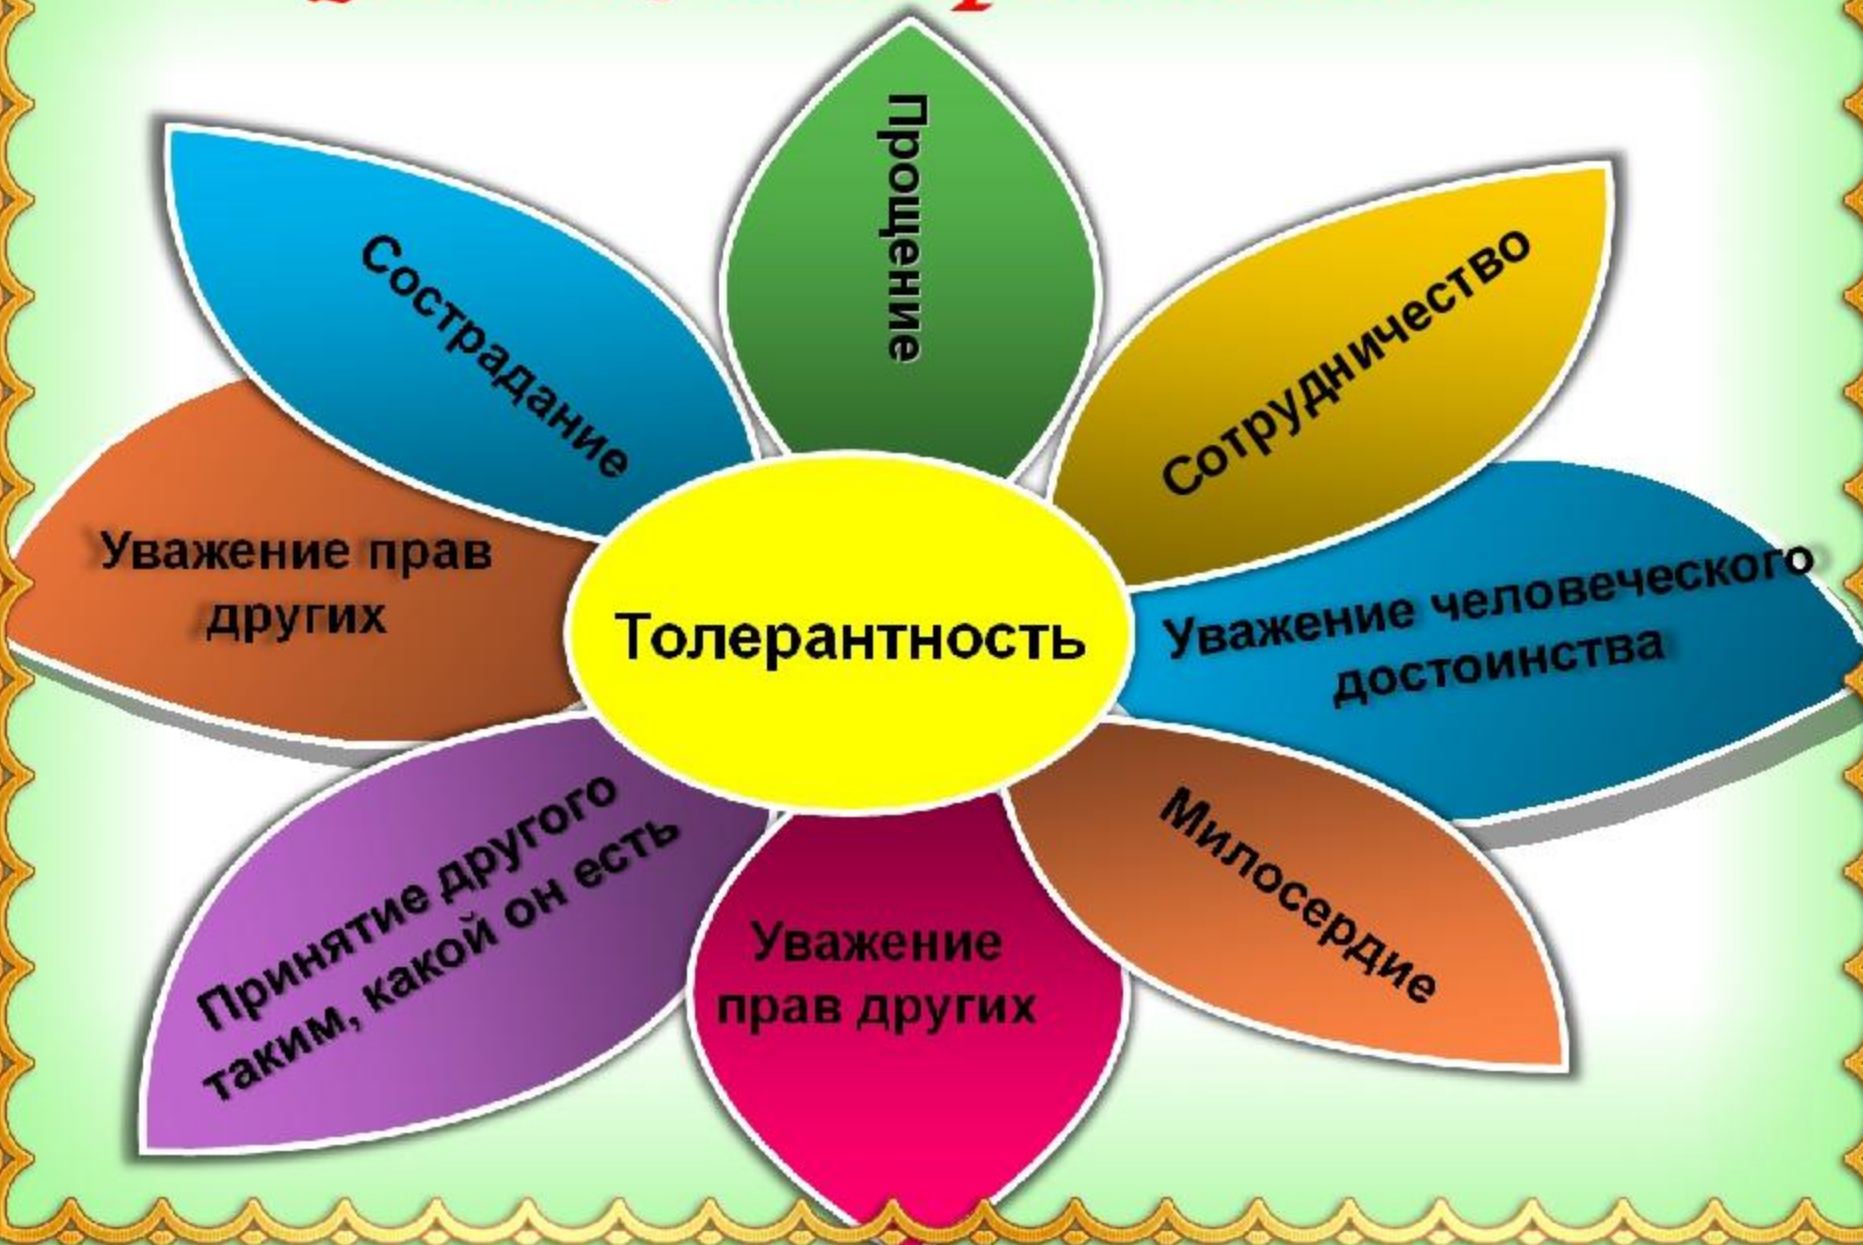 Прощение
Сострадание
Сотрудничество
Уважение прав
других
Толерантность
Уважение человеческого
достоинства
Принятие другого
таким, какой он есть
Уважение
прав других
Милосердие